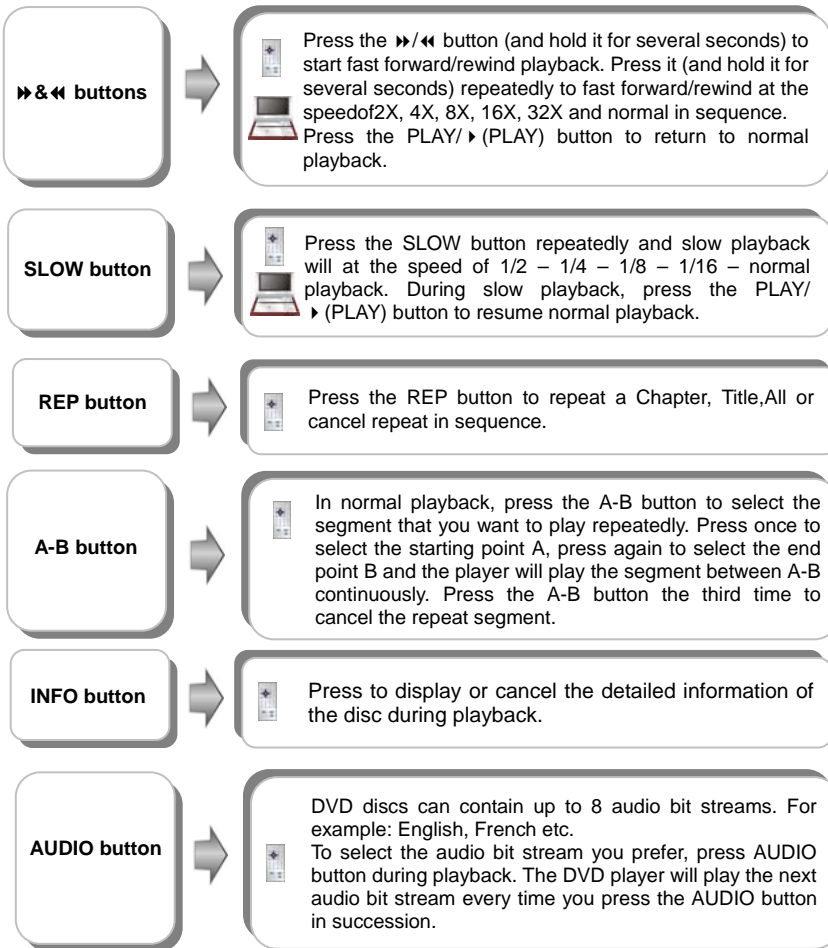 ⏩&⏪ buttons
Press the ⏩/⏪ button (and hold it for several seconds) to
start fast forward/rewind playback. Press it (and hold it for
several seconds) repeatedly to fast forward/rewind at the
speedof2X, 4X, 8X, 16X, 32X and normal in sequence.
Press the PLAY/ ▶ (PLAY) button to return to normal
playback.
SLOW button
Press the SLOW button repeatedly and slow playback
will at the speed of 1/2 – 1/4 – 1/8 – 1/16 – normal
playback. During slow playback, press the PLAY/
▶ (PLAY) button to resume normal playback.
REP button
Press the REP button to repeat a Chapter, Title,All or
cancel repeat in sequence.
A-B button
In normal playback, press the A-B button to select the
segment that you want to play repeatedly. Press once to
select the starting point A, press again to select the end
point B and the player will play the segment between A-B
continuously. Press the A-B button the third time to
cancel the repeat segment.
INFO button
Press to display or cancel the detailed information of
the disc during playback.
AUDIO button
DVD discs can contain up to 8 audio bit streams. For
example: English, French etc.
To select the audio bit stream you prefer, press AUDIO
button during playback. The DVD player will play the next
audio bit stream every time you press the AUDIO button
in succession.